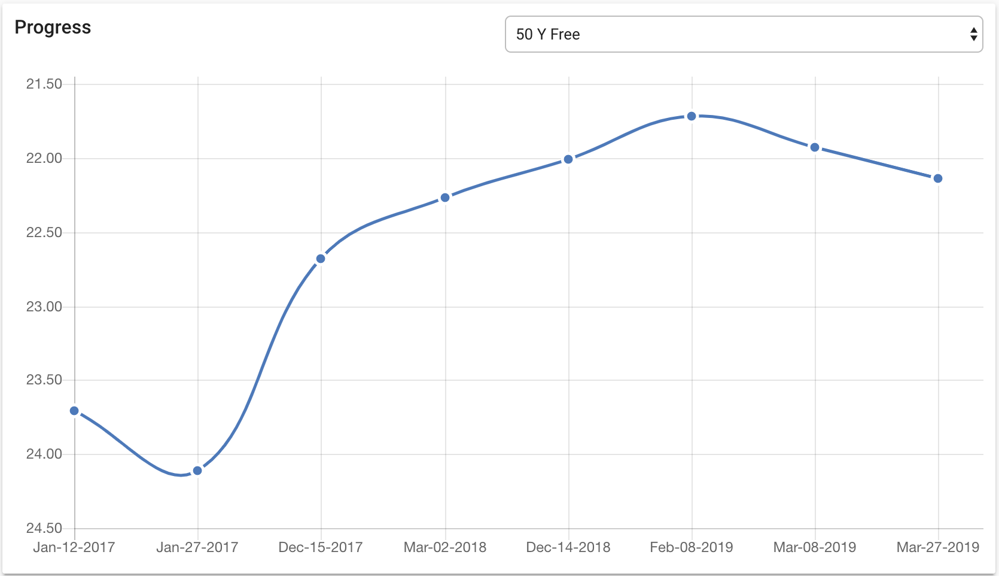 Progress
50 Y Free
21.50
22.00
22.50
23.00
23.50
24.00
24.50
Jan-12-2017 Jan-27-2017 Dec-15-2017 Mar-02-2018 Dec-14-2018 Feb-08-2019 Mar-08-2019 Mar-27-2019